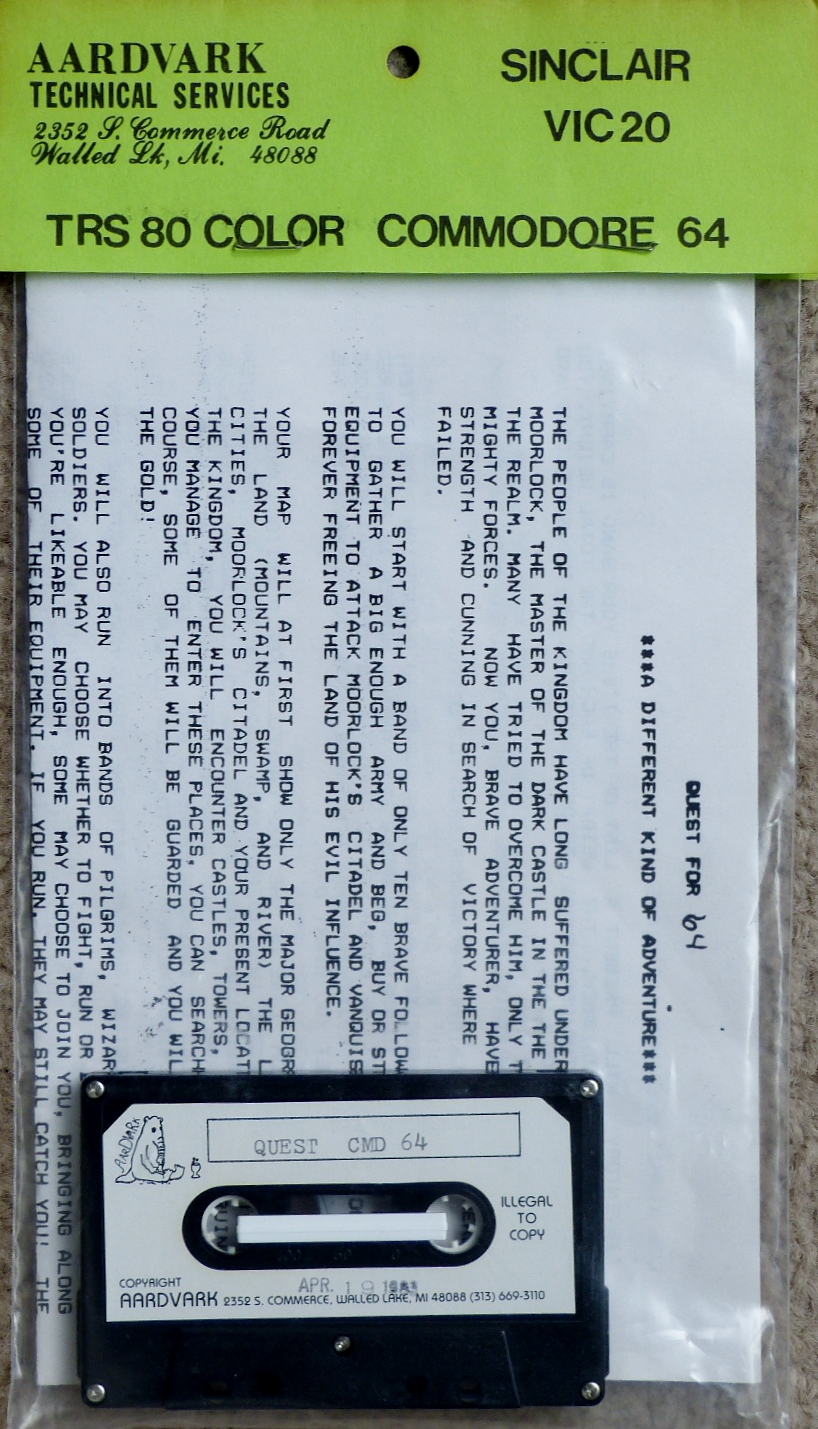 AARDVARK
TECHNICAL SERVICES
2352 S. Commerce Road
Walled Lk, Mi. 48088
SINCLAIR
VIC20
TRS 80 COLOR COMMODORE 64
QUEST FOR 64
***A DIFFERENT KIND OF ADVENTURE***
THE PEOPLE OF THE KINGDOM HAVE LONG SUFFERED UNDER
MOORLOCK, THE MASTER OF THE DARK CASTLE IN THE THE
THE REALM. MANY HAVE TRIED TO OVERCOME HIM, ONLY
MIGHTY FORCES. NOW YOU, BRAVE ADVENTURER, HAVE
STRENGTH AND CUNNING IN SEARCH OF VICTORY WHERE
FAILED.
YOU WILL START WITH A BAND OF ONLY TEN BRAVE
TO GATHER A BIG ENOUGH ARMY AND BEG, BUY OR
EQUIPMENT TO ATTACK MOORLOCK'S CITADEL AND
FOREVER FREEING THE LAND OF HIS EVIL INFLUENCE.
YOUR MAP WILL AT FIRST SHOW ONLY THE MAJOR
THE LAND (MOUNTAINS, SWAMP, AND RIVER) THE
CITIES, MOORLOCK'S CITADEL AND YOUR PRESENT
THE KINGDOM, YOU WILL ENCOUNTER CASTLES, TOWERS,
YOU MANAGE TO ENTER THESE PLACES, YOU CAN SEARCH
COURSE, SOME OF THEM WILL BE GUARDED AND YOU
THE GOLD!
YOU WILL ALSO RUN INTO BANDS OF PILGRIMS,
SOLDIERS. YOU MAY CHOOSE WHETHER TO FIGHT, RUN OR
YOU'RE LIKEABLE ENOUGH, SOME MAY CHOOSE TO JOIN YOU, BRINGING ALONG
SOME OF THEIR EQUIPMENT. IF YOU RUN, THEY MAY STILL CATCH YOU! THE
AARDVARK
QUEST CMD 64
ILLEGAL
TO
COPY
COPYRIGHT
APR. 19
AARDVARK 2352 S. COMMERCE, WALLED LAKE, MI 48088 (313) 669-3110